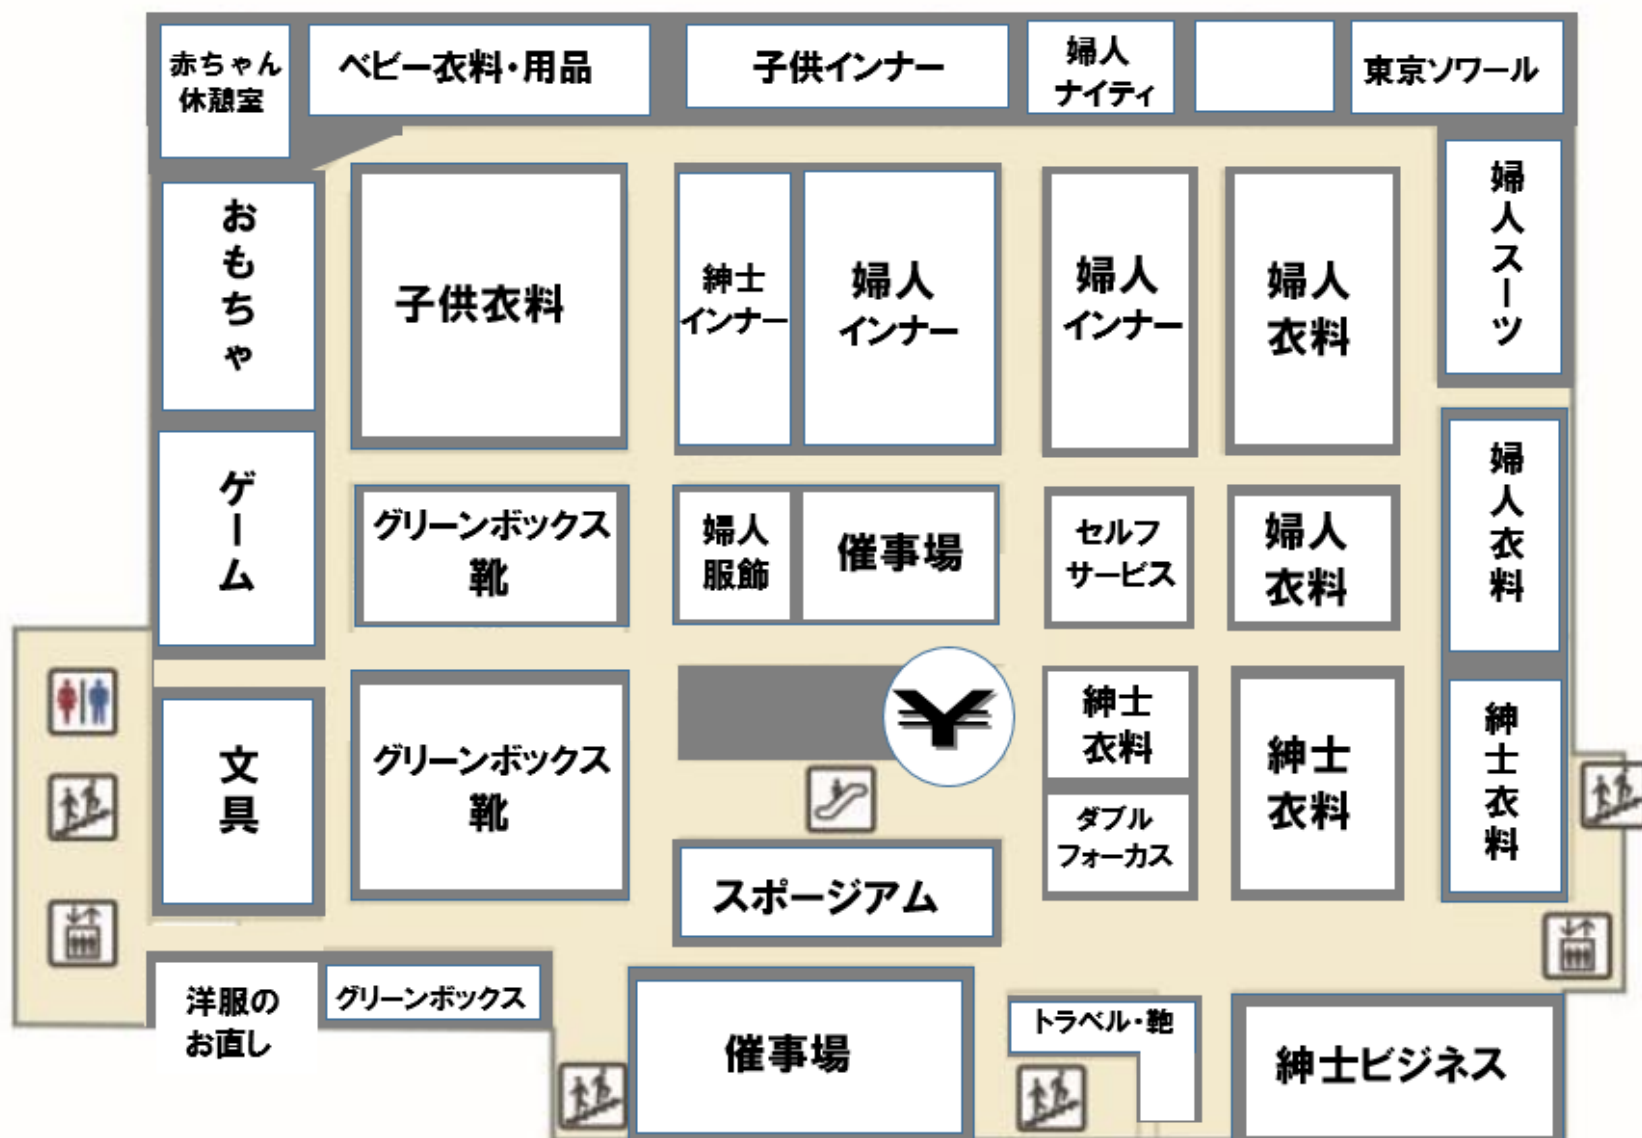 赤ちゃん
休憩室
ベビー衣料・用品
子供インナー
婦人
ナイティ
東京ソワール
おもちゃ
子供衣料
紳士
インナー
婦人
インナー
婦人
インナー
婦人
衣料
婦人スーツ
ゲーム
グリーンボックス
靴
婦人
服飾
催事場
セルフ
サービス
婦人
衣料
婦人衣料
文具
グリーンボックス
靴
¥
紳士
衣料
ダブル
フォーカス
紳士
衣料
紳士衣料
スポージアム
洋服の
お直し
グリーンボックス
催事場
トラベル・鞄
紳士ビジネス